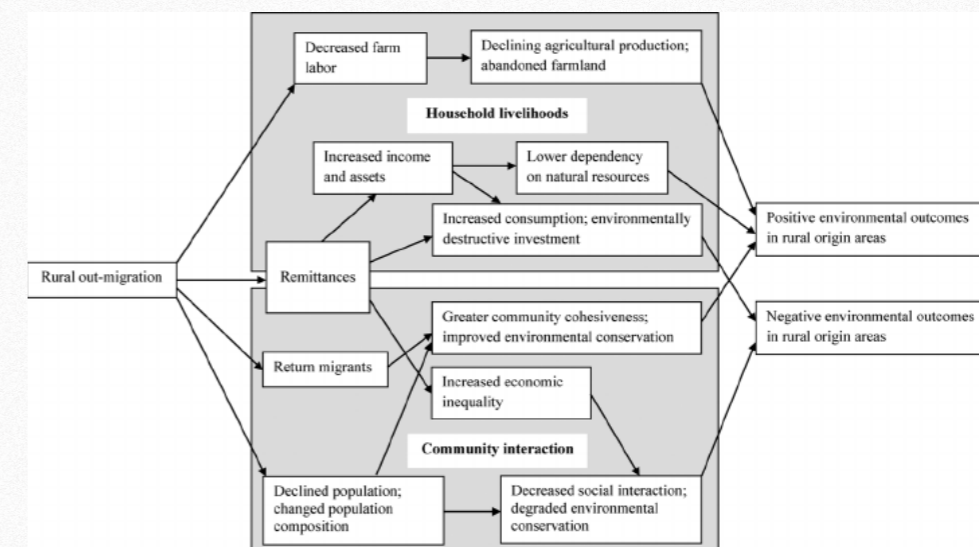 Decreased farm
labor
Declining agricultural production;
abandoned farmland
Household livelihoods
Increased income
and assets
Lower dependency
on natural resources
Increased consumption; environmentally
destructive investment
Positive environmental outcomes
in rural origin areas
Rural out-migration
Remittances
Greater community cohesiveness;
improved environmental conservation
Negative environmental outcomes
in rural origin areas
Return migrants
Increased economic
inequality
Community interaction
Declined population;
changed population
composition
Decreased social interaction;
degraded environmental
conservation